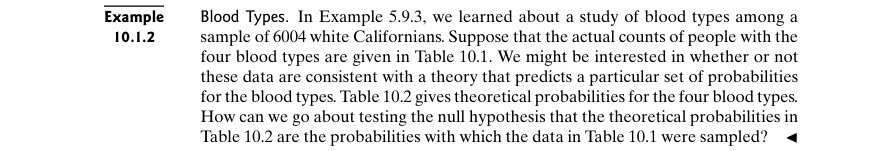 Example
10.1.2
Blood Types. In Example 5.9.3, we learned about a study of blood types among a
sample of 6004 white Californians. Suppose that the actual counts of people with the
four blood types are given in Table 10.1. We might be interested in whether or not
these data are consistent with a theory that predicts a particular set of probabilities
for the blood types. Table 10.2 gives theoretical probabilities for the four blood types.
How can we go about testing the null hypothesis that the theoretical probabilities in
Table 10.2 are the probabilities with which the data in Table 10.1 were sampled? ◄